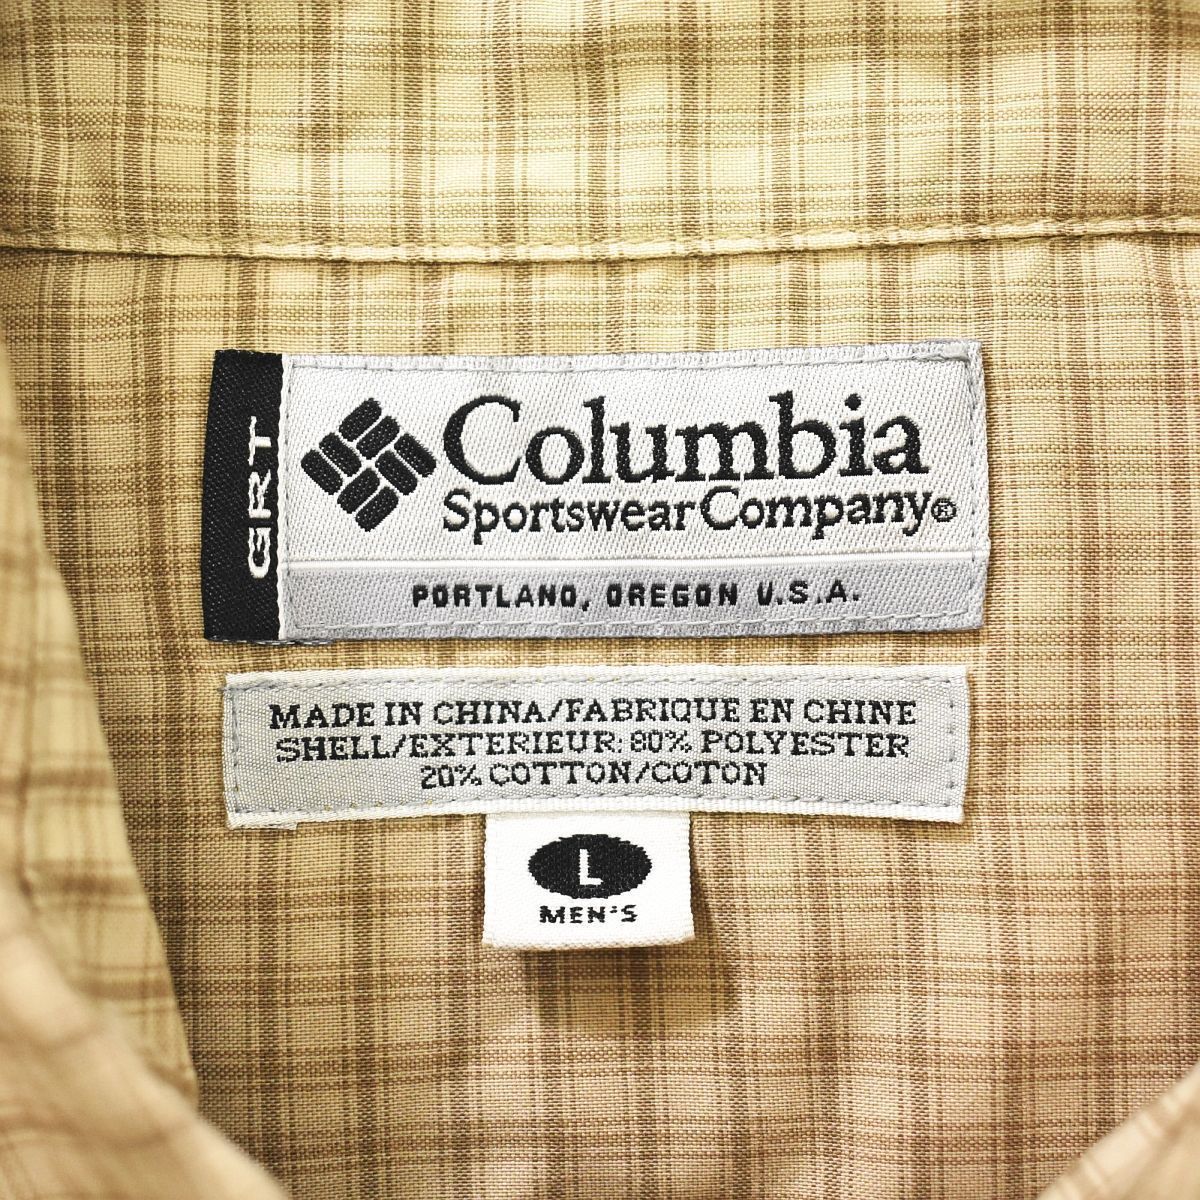 GRT
Columbia
Sportswear Company®
PORTLAND, OREGON U.S.A.
MADE IN CHINA/FABRIQUE EN CHINE
SHELL/EXTERIEUR: 80% POLYESTER
20% COTTON/COTON
L
MEN'S